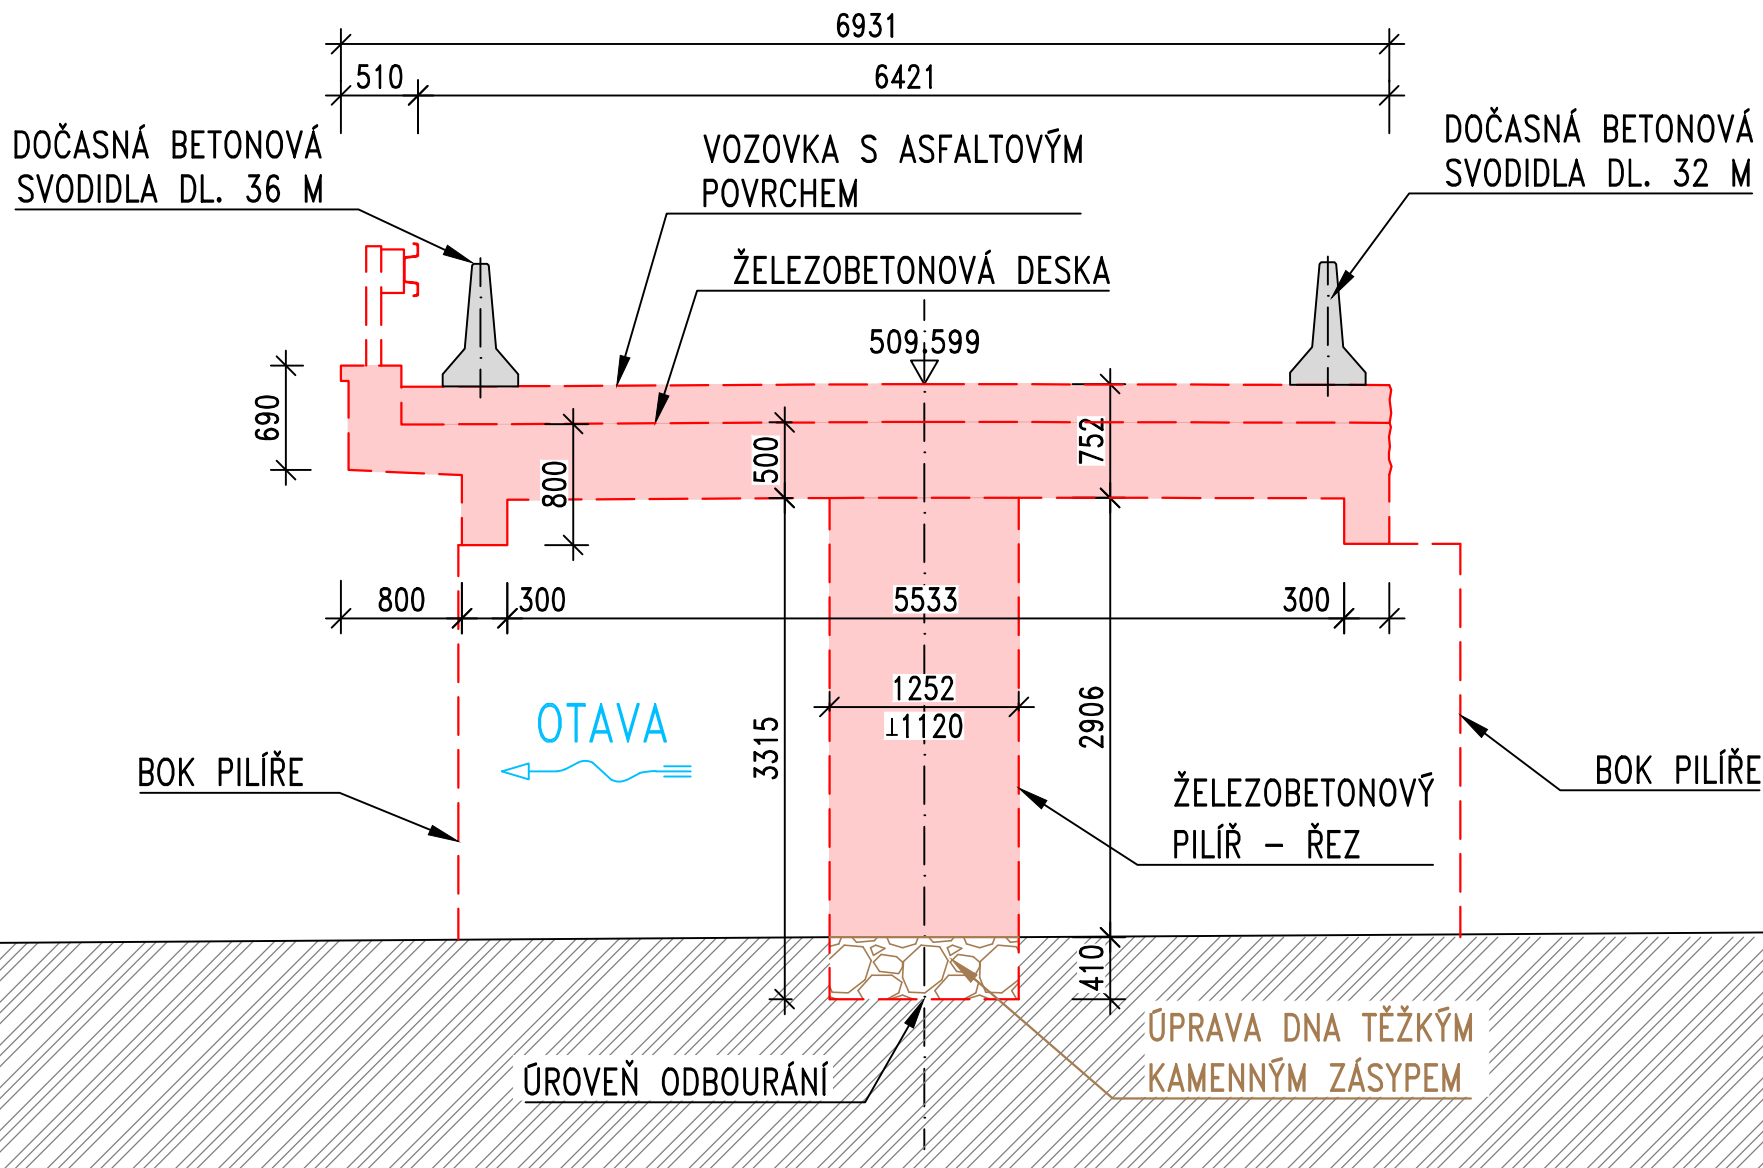 6931
510
6421
DOČASNÁ BETONOVÁ
SVODIDLA DL. 36 M
VOZOVKA S ASFALTOVÝM
POVRCHEM
DOČASNÁ BETONOVÁ
SVODIDLA DL. 32 M
ŽELEZOBETONOVÁ DESKA
509,599
690
800
500
752
800
300
5533
300
1252
⊥1120
OTAVA
3315
2906
BOK PILÍŘE
BOK PILÍŘE
ŽELEZOBETONOVÝ
PILÍŘ – ŘEZ
410
ÚPRAVA DNA TĚŽKÝM
KAMENNÝM ZÁSYPEM
ÚROVEŇ ODBOURÁNÍ